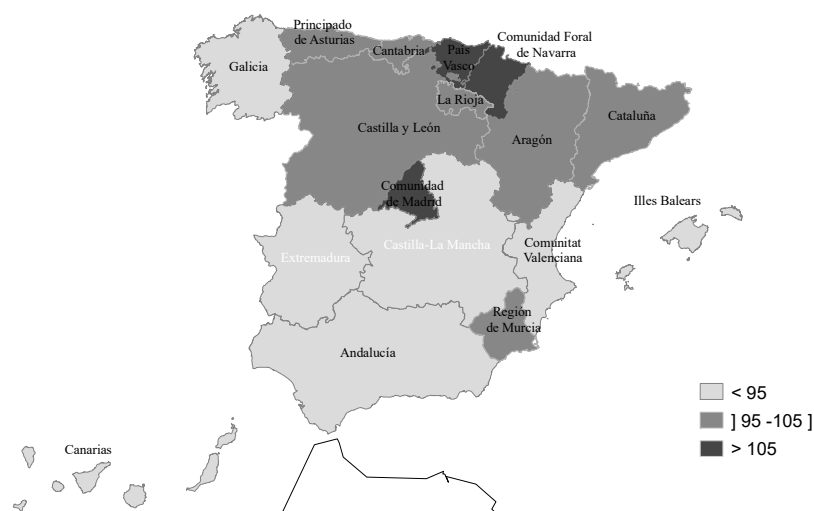 Principado
de Asturias
Cantabria
País
Vasco
Comunidad Foral
de Navarra
Galicia
La Rioja
Castilla y León
Aragón
Cataluña
Comunidad
de Madrid
Illes Balears
Extremadura
Castilla-La Mancha
Comunitat
Valenciana
Región
de Murcia
Andalucía
Canarias
< 95
] 95 -105 ]
> 105